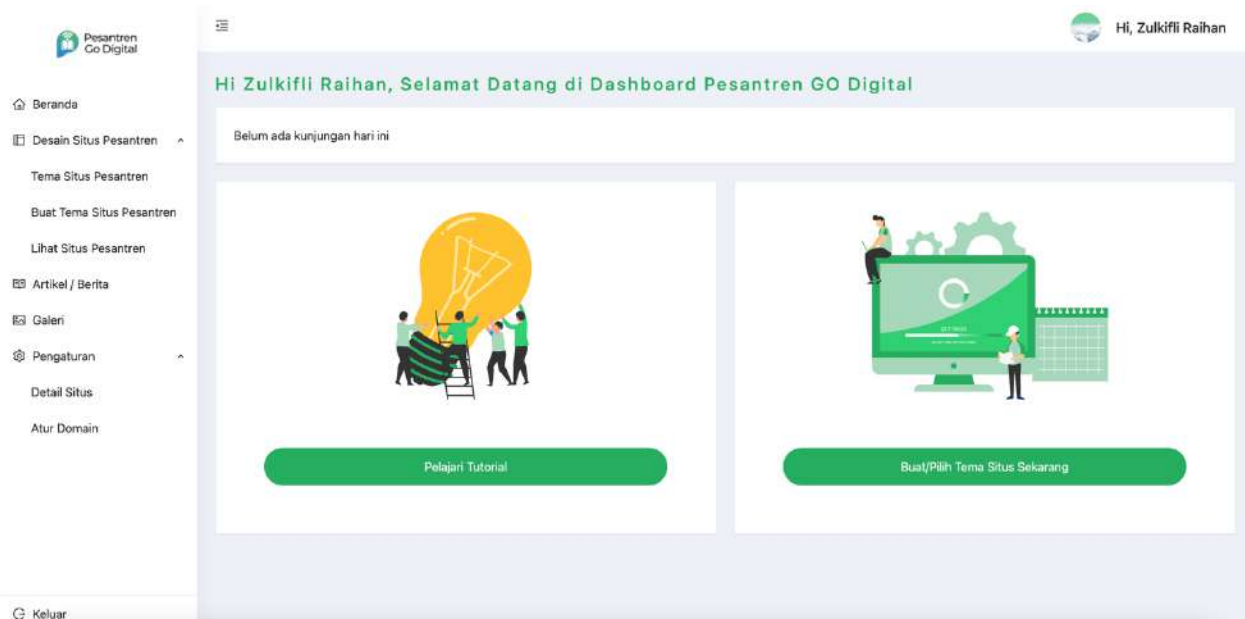 Pesantren
Go Digital
Hi, Zulkifli Raihan
Hi Zulkifli Raihan, Selamat Datang di Dashboard Pesantren GO Digital
Beranda
Desain Situs Pesantren
Tema Situs Pesantren
Buat Tema Situs Pesantren
Lihat Situs Pesantren
Artikel / Berita
Galeri
Pengaturan
Detail Situs
Atur Domain
Keluar
Belum ada kunjungan hari ini
Pelajari Tutorial
Buat/Pilih Tema Situs Sekarang